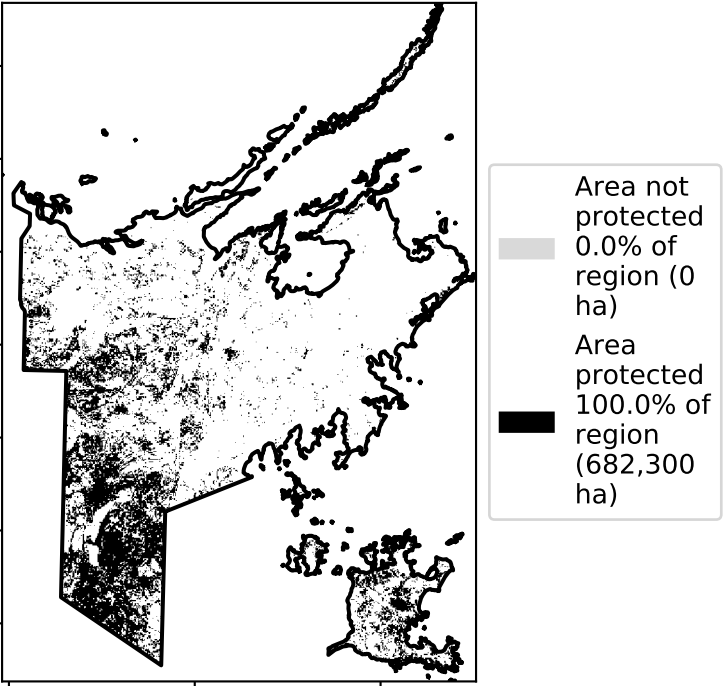 Area not
protected
0.0% of
region (0
ha)
Area
protected
100.0% of
region
(682,300
ha)